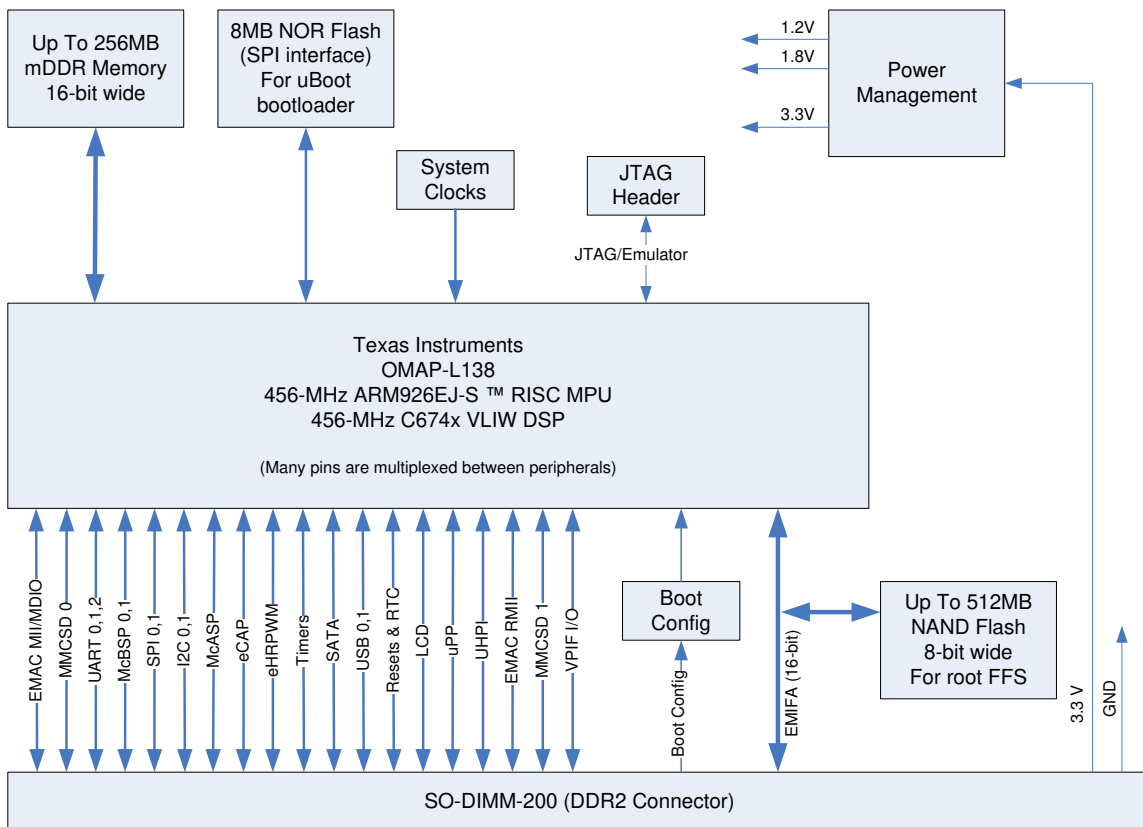 Up To 256MB
mDDR Memory
16-bit wide
8MB NOR Flash
(SPI interface)
For uBoot
bootloader
1.2V
1.8V
3.3V
Power
Management
System
Clocks
JTAG
Header
JTAG/Emulator
Texas Instruments
OMAP-L138
456-MHz ARM926EJ-S ™ RISC MPU
456-MHz C674x VLIW DSP
(Many pins are multiplexed between peripherals)
EMAC MII/MDIO
MMCSD 0
UART 0,1,2
McBSP 0,1
SPI 0,1
I2C 0,1
McASP
eCAP
eHRPWM
Timers
SATA
USB 0,1
Resets & RTC
LCD
uPP
UHPI
EMAC RMII
MMCSD 1
VPIF I/O
Boot
Config
Boot Config
EMIFA (16-bit)
Up To 512MB
NAND Flash
8-bit wide
For root FFS
3.3 V
GND
SO-DIMM-200 (DDR2 Connector)